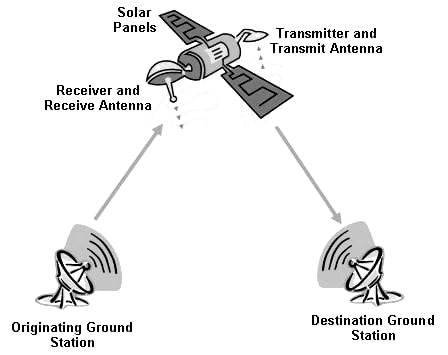 Solar
Panels
Transmitter and
Transmit Antenna
Receiver and
Receive Antenna
Originating Ground
Station
Destination Ground
Station